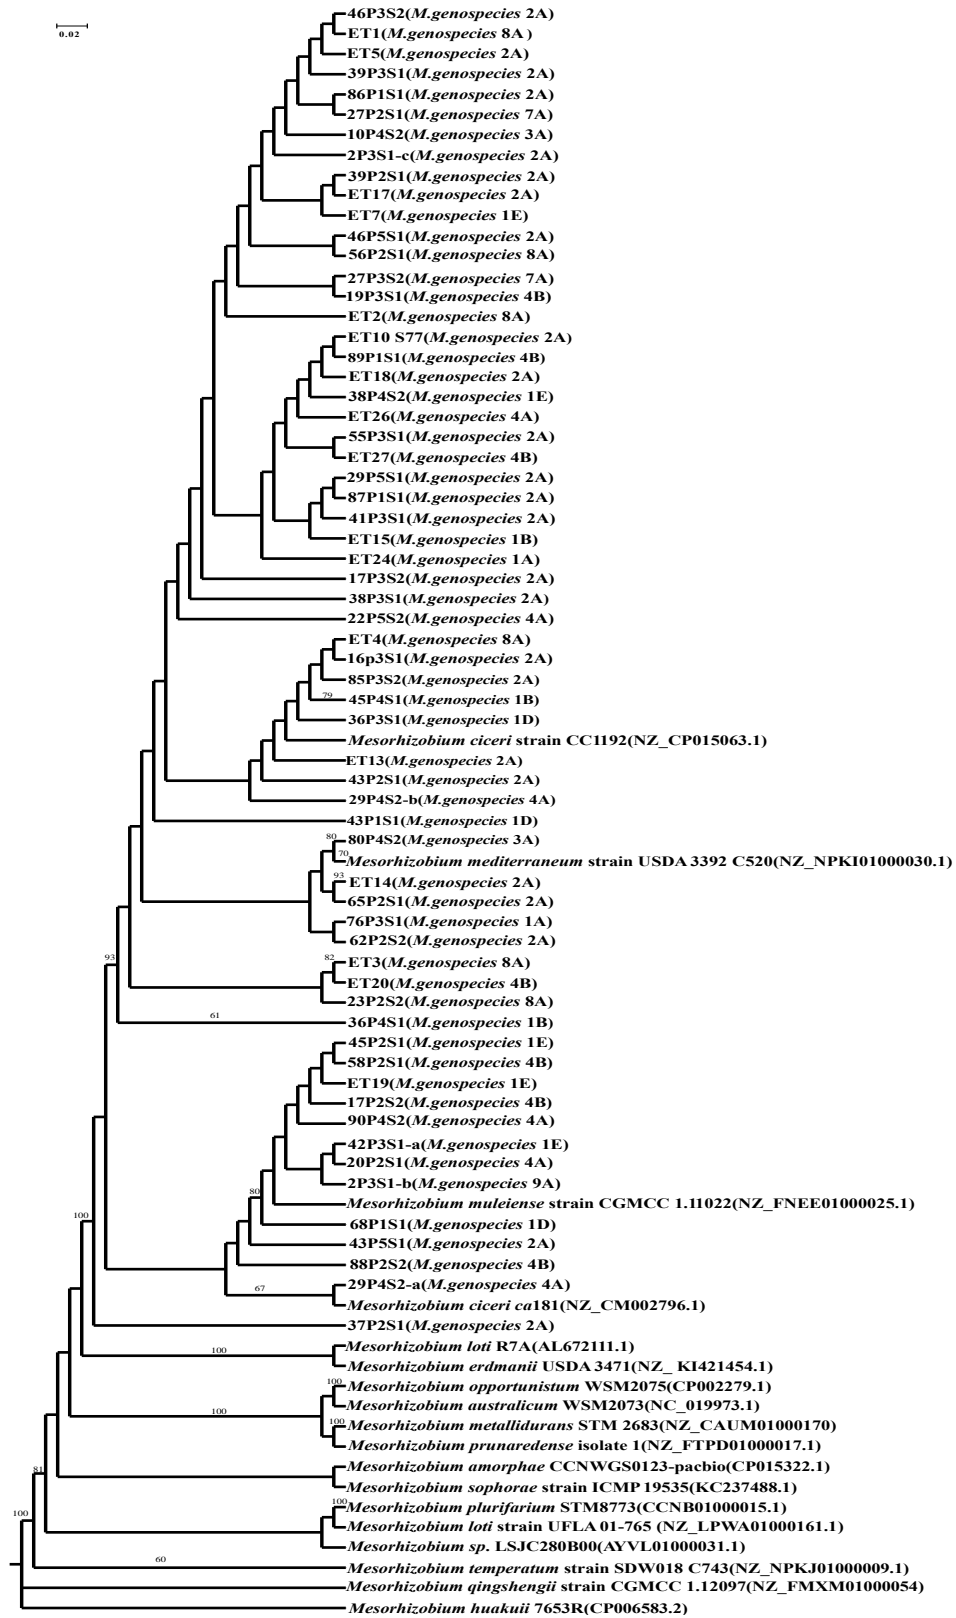 0.02
46P3S2(M.genospecies 2A)
ET1(M.genospecies 8A )
ET5(M.genospecies 2A)
39P3S1(M.genospecies 2A)
86P1S1(M.genospecies 2A)
27P2S1(M.genospecies 7A)
10P4S2(M.genospecies 3A)
2P3S1-c(M.genospecies 2A)
39P2S1(M.genospecies 2A)
ET17(M.genospecies 2A)
ET7(M.genospecies 1E)
46P5S1(M.genospecies 2A)
56P2S1(M.genospecies 8A)
27P3S2(M.genospecies 7A)
19P3S1(M.genospecies 4B)
ET2(M.genospecies 8A)
ET10 S77(M.genospecies 2A)
89P1S1(M.genospecies 4B)
ET18(M.genospecies 2A)
38P4S2(M.genospecies 1E)
ET26(M.genospecies 4A)
55P3S1(M.genospecies 2A)
ET27(M.genospecies 4B)
29P5S1(M.genospecies 2A)
87P1S1(M.genospecies 2A)
41P3S1(M.genospecies 2A)
ET15(M.genospecies 1B)
ET24(M.genospecies 1A)
17P3S2(M.genospecies 2A)
38P3S1(M.genospecies 2A)
22P5S2(M.genospecies 4A)
ET4(M.genospecies 8A)
16p3S1(M.genospecies 2A)
85P3S2(M.genospecies 2A)
79 45P4S1(M.genospecies 1B)
36P3S1(M.genospecies 1D)
Mesorhizobium ciceri strain CC1192(NZ_CP015063.1)
ET13(M.genospecies 2A)
43P2S1(M.genospecies 2A)
29P4S2-b(M.genospecies 4A)
43P1S1(M.genospecies 1D)
80 80P4S2(M.genospecies 3A)
70 Mesorhizobium mediterraneum strain USDA 3392 C520(NZ_NPKI01000030.1)
93 ET14(M.genospecies 2A)
65P2S1(M.genospecies 2A)
76P3S1(M.genospecies 1A)
62P2S2(M.genospecies 2A)
93 82 ET3(M.genospecies 8A)
ET20(M.genospecies 4B)
23P2S2(M.genospecies 8A)
61 36P4S1(M.genospecies 1B)
45P2S1(M.genospecies 1E)
58P2S1(M.genospecies 4B)
ET19(M.genospecies 1E)
17P2S2(M.genospecies 4B)
90P4S2(M.genospecies 4A)
42P3S1-a(M.genospecies 1E)
20P2S1(M.genospecies 4A)
2P3S1-b(M.genospecies 9A)
80 Mesorhizobium muleiense strain CGMCC 1.11022(NZ_FNEE01000025.1)
100 68P1S1(M.genospecies 1D)
43P5S1(M.genospecies 2A)
88P2S2(M.genospecies 4B)
67 29P4S2-a(M.genospecies 4A)
Mesorhizobium ciceri ca181(NZ_CM002796.1)
37P2S1(M.genospecies 2A)
100 Mesorhizobium loti R7A(AL672111.1)
Mesorhizobium erdmanii USDA 3471(NZ_ KI421454.1)
100 Mesorhizobium opportunistum WSM2075(CP002279.1)
100 Mesorhizobium australicum WSM2073(NC_019973.1)
100 Mesorhizobium metallidurans STM 2683(NZ_CAUM01000170)
Mesorhizobium prunaredense isolate 1(NZ_FTPD01000017.1)
81 Mesorhizobium amorphae CCNWGS0123-pacbio(CP015322.1)
Mesorhizobium sophorae strain ICMP 19535(KC237488.1)
100 100 Mesorhizobium plurifarium STM8773(CCNB01000015.1)
Mesorhizobium loti strain UFLA 01-765 (NZ_LPWA01000161.1)
Mesorhizobium sp. LSJC280B00(AYVL01000031.1)
60 Mesorhizobium temperatum strain SDW018 C743(NZ_NPKJ01000009.1)
Mesorhizobium qingshengii strain CGMCC 1.12097(NZ_FMXM01000054)
Mesorhizobium huakuii 7653R(CP006583.2)